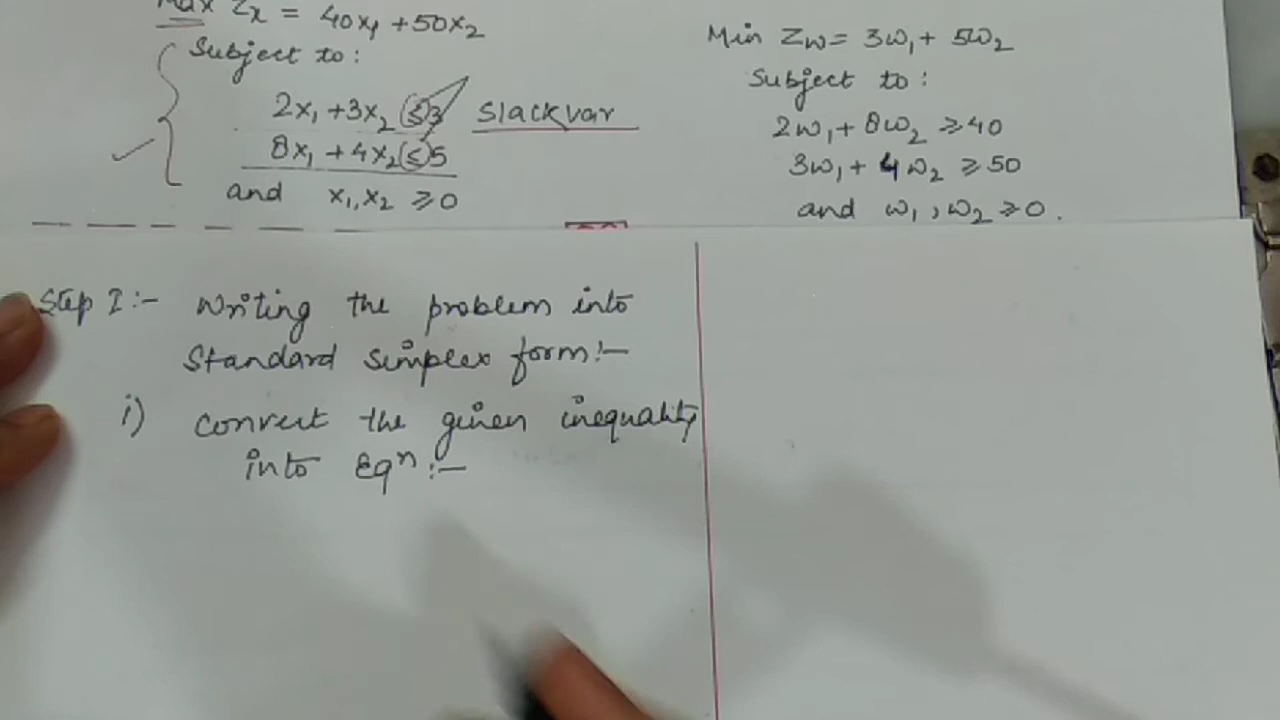 Max Zx = 40x1 + 50x2
Subject to:
2x1 + 3x2 ≤ 3
Slack var
8x1 + 4x2 ≤ 5
and x1, x2 ≥ 0
Min Zw = 3w1 + 5w2
Subject to:
2w1 + 8w2 ≥ 40
3w1 + 4w2 ≥ 50
and w1, w2 ≥ 0.
Step I:- Writing the problem into
Standard Simplex form:-
i) Convert the given inequality
into Eqn:-